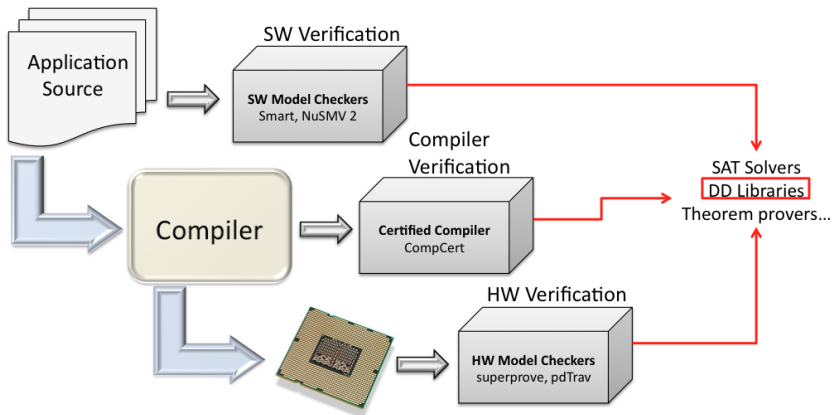 SW Verification
Application
Source
SW Model Checkers
Smart, NuSMV 2
Compiler
Verification
SAT Solvers
DD Libraries
Theorem provers...
Compiler
Certified Compiler
CompCert
HW Verification
HW Model Checkers
superprove, pdTrav